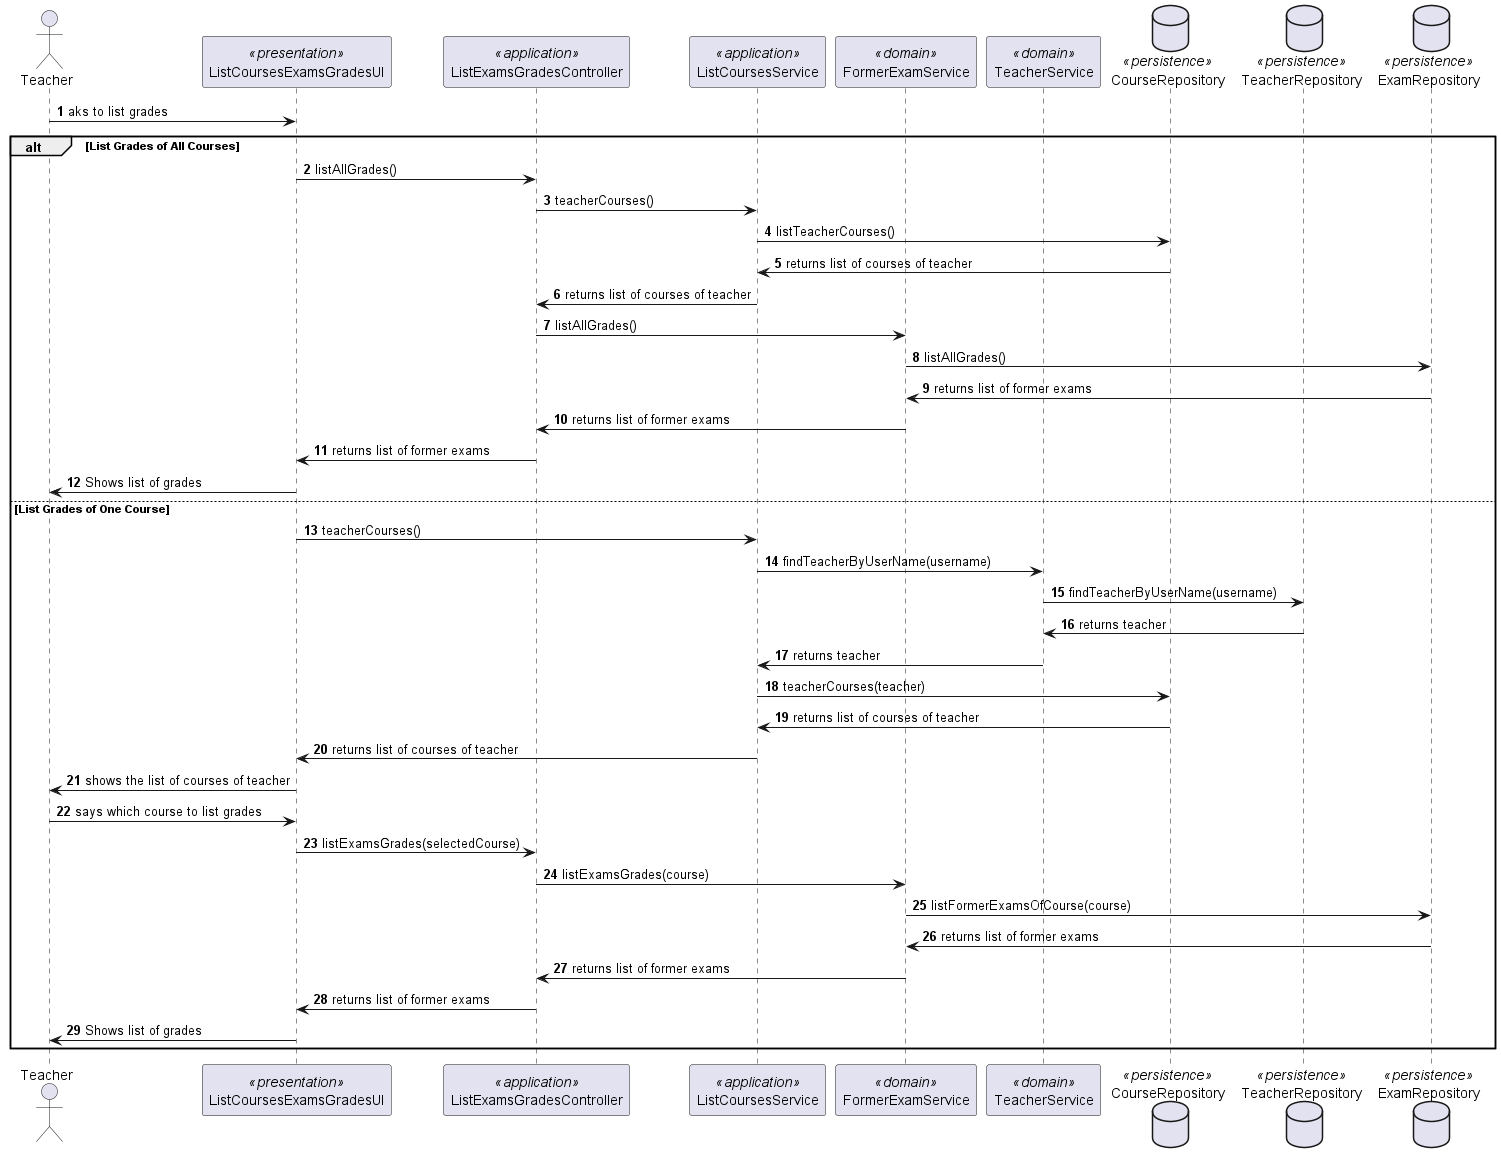 «presentation»
ListCoursesExamsGradesUI
«application»
ListExamsGradesController
«application»
ListCoursesService
«domain»
FormerExamService
«domain»
TeacherService
«persistence»
CourseRepository
«persistence»
TeacherRepository
«persistence»
ExamRepository
Teacher
1 aks to list grades
alt [List Grades of All Courses]
2 listAllGrades()
3 teacherCourses()
4 listTeacherCourses()
5 returns list of courses of teacher
6 returns list of courses of teacher
7 listAllGrades()
8 listAllGrades()
9 returns list of former exams
10 returns list of former exams
11 returns list of former exams
12 Shows list of grades
[List Grades of One Course]
13 teacherCourses()
14 findTeacherByUserName(username)
15 findTeacherByUserName(username)
16 returns teacher
17 returns teacher
18 teacherCourses(teacher)
19 returns list of courses of teacher
20 returns list of courses of teacher
21 shows the list of courses of teacher
22 says which course to list grades
23 listExamsGrades(selectedCourse)
24 listExamsGrades(course)
25 listFormerExamsOfCourse(course)
26 returns list of former exams
27 returns list of former exams
28 returns list of former exams
29 Shows list of grades
Teacher
«presentation»
ListCoursesExamsGradesUI
«application»
ListExamsGradesController
«application»
ListCoursesService
«domain»
FormerExamService
«domain»
TeacherService
«persistence»
CourseRepository
«persistence»
TeacherRepository
«persistence»
ExamRepository